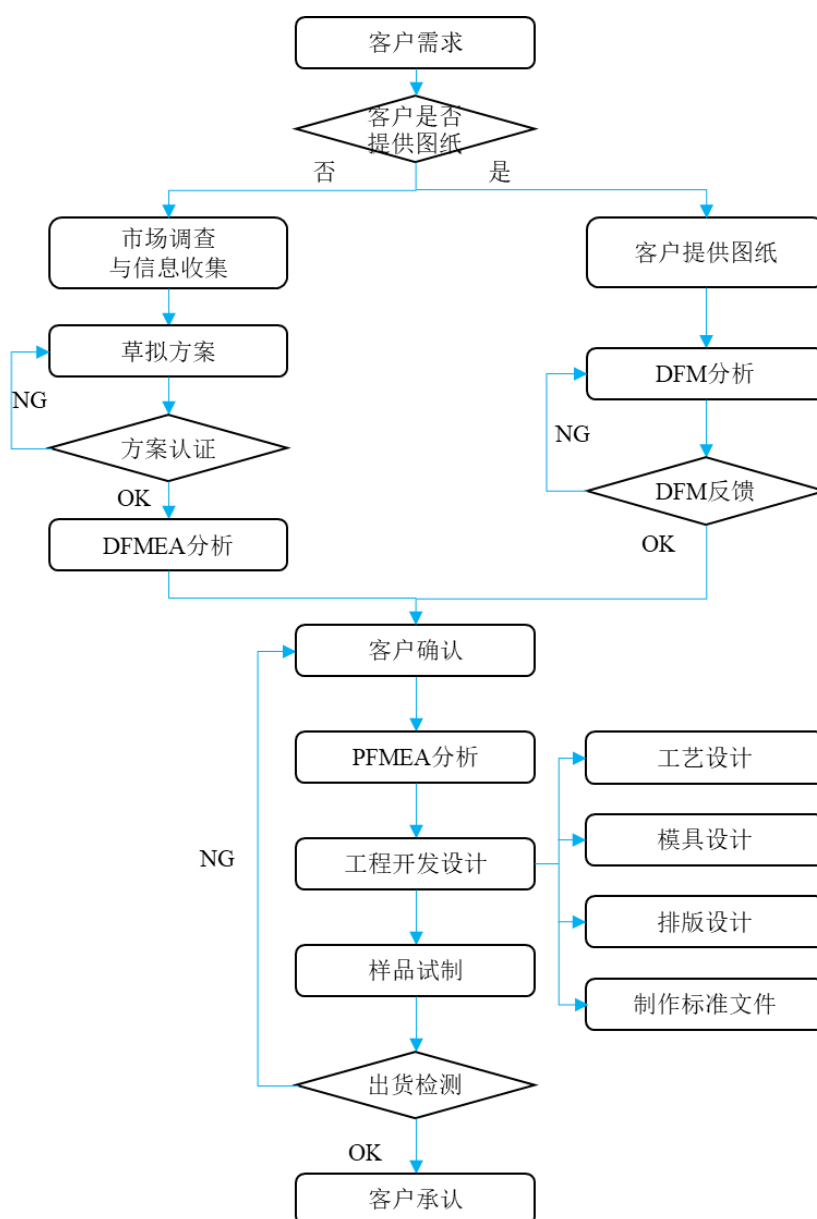 客户需求
客户是否
提供图纸
否
是
市场调查
与信息收集
客户提供图纸
草拟方案
DFM分析
NG
NG
方案认证
DFM反馈
OK
OK
DFMEA分析
客户确认
PFMEA分析
工艺设计
模具设计
NG
工程开发设计
排版设计
样品试制
制作标准文件
出货检测
OK
客户承认